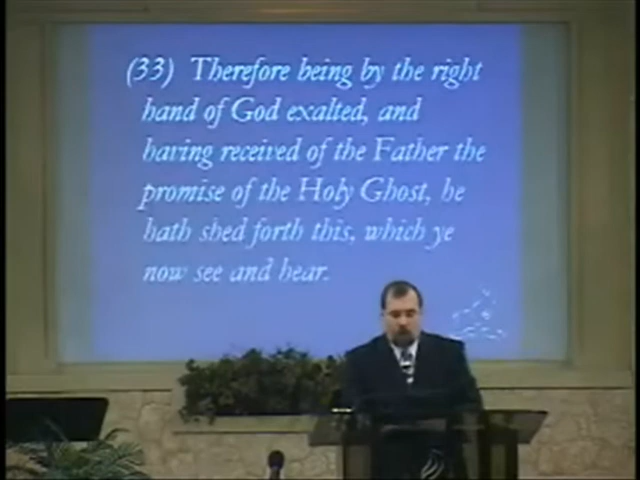 (33) Therefore being by the right
hand of God exalted, and
having received of the Father the
promise of the Holy Ghost, he
hath shed forth this, which ye
now see and hear.